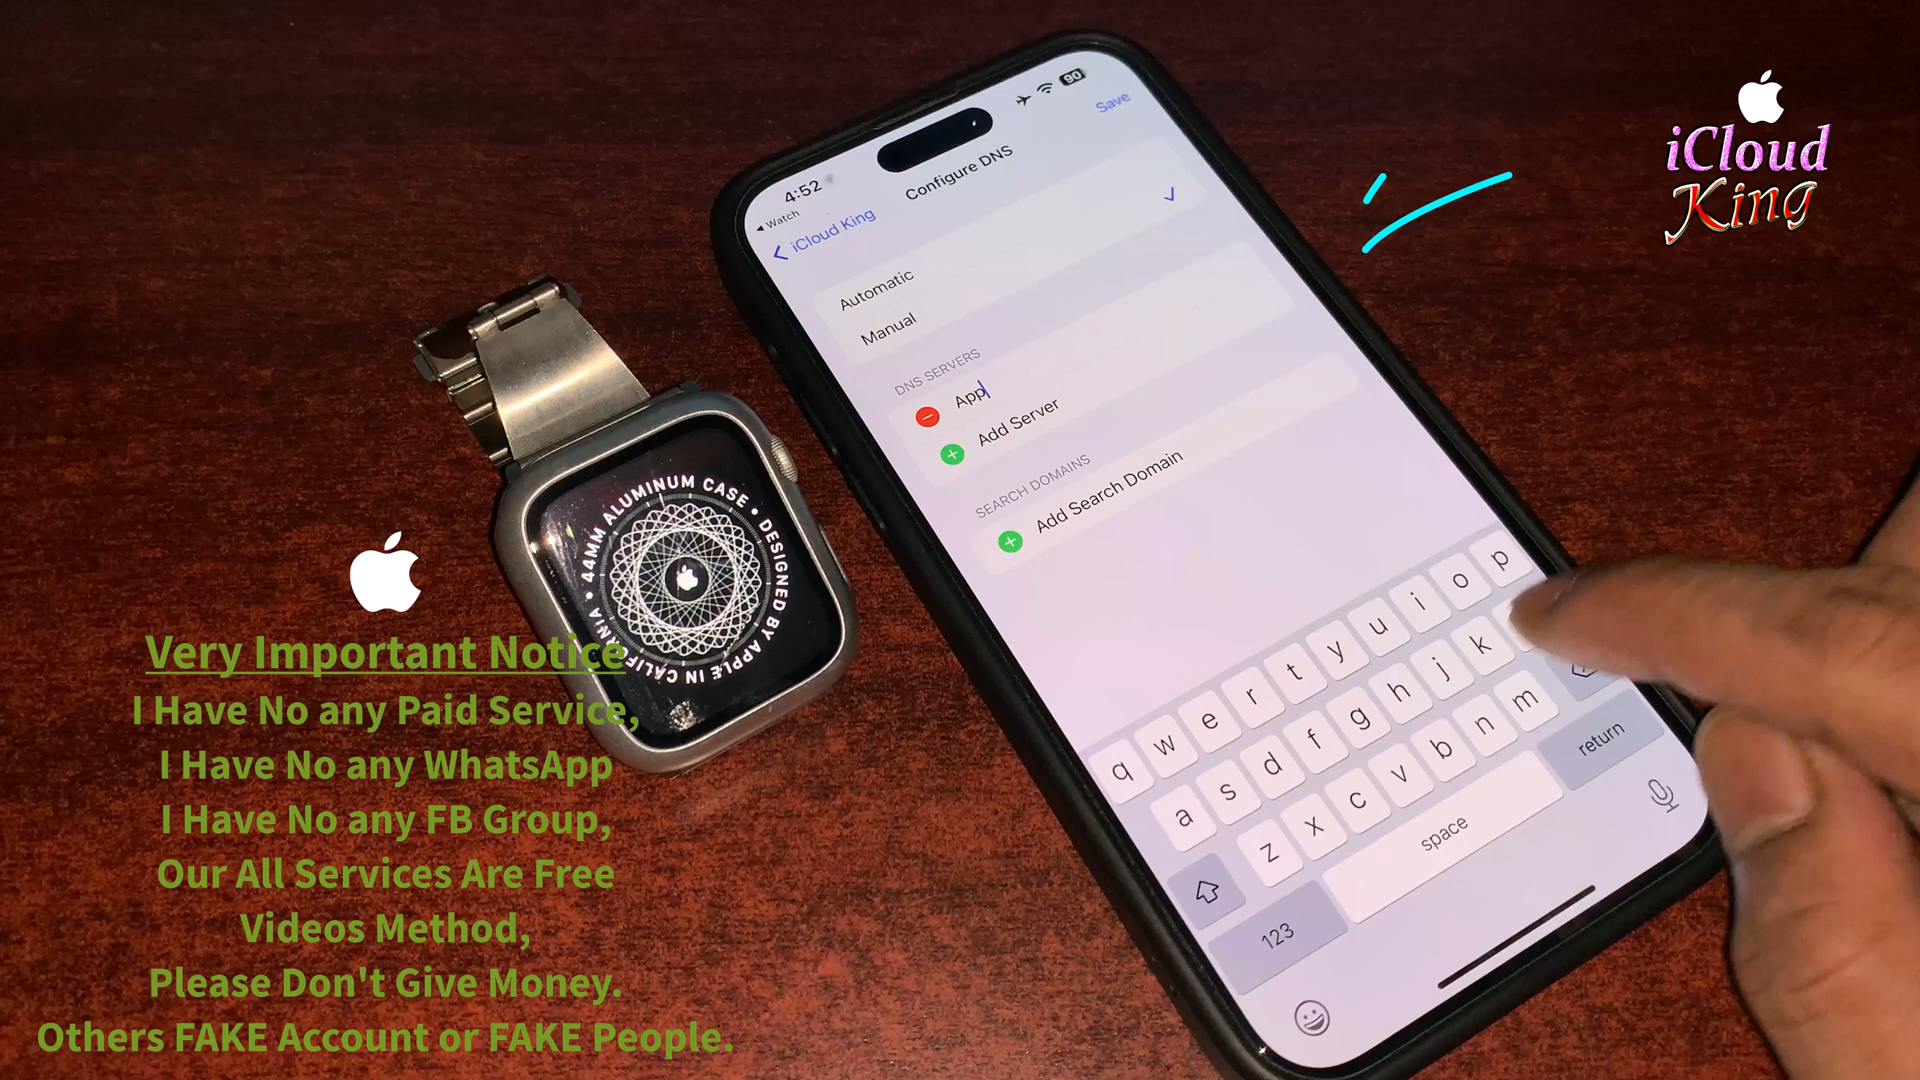 iCloud
King
90
4:52
Watch
Save
iCloud King
Configure DNS
Automatic
Manual
DNS SERVERS
App
Add Server
SEARCH DOMAINS
Add Search Domain
q w e r t y u i o p
a s d f g h j k
z x c v b n m
123
space
return
44MM ALUMINUM CASE • DESIGNED BY APPLE IN CALIFORNIA •
Very Important Notice
I Have No any Paid Service,
I Have No any WhatsApp
I Have No any FB Group,
Our All Services Are Free
Videos Method,
Please Don't Give Money.
Others FAKE Account or FAKE People.